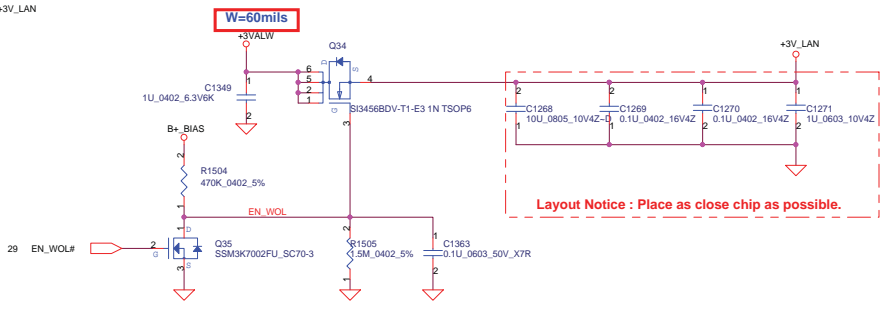 +3V_LAN
W=60mils
+3VALW
Q34
+3V_LAN
D
S
G
6
5
2
1
4
3
1
2
C1349
1U_0402_6.3V6K
SI3456BDV-T1-E3 1N TSOP6
2
1
C1268
10U_0805_10V4Z~D
2
1
C1269
0.1U_0402_16V4Z
1
2
C1270
0.1U_0402_16V4Z
1
2
C1271
1U_0603_10V4Z
B+_BIAS
2
1
R1504
470K_0402_5%
Layout Notice : Place as close chip as possible.
EN_WOL
29 EN_WOL#
2
G
1
D
3
S
Q35
SSM3K7002FU_SC70-3
2
1
R1505
1.5M_0402_5%
1
2
C1363
0.1U_0603_50V_X7R